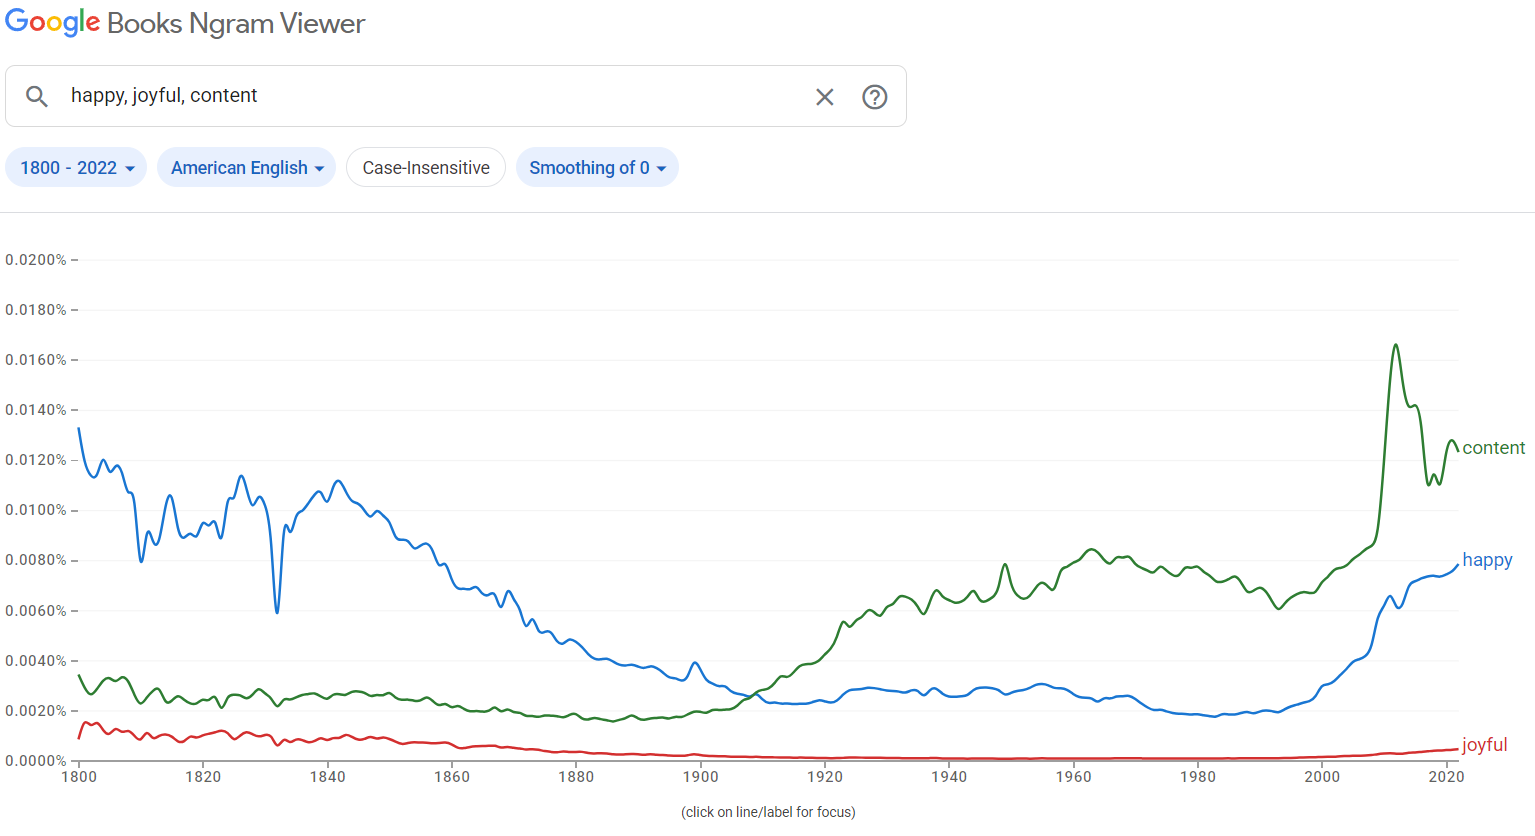 Google Books Ngram Viewer
happy, joyful, content
1800 - 2022 American English Case-Insensitive Smoothing of 0
0.0200%
0.0180%
0.0160%
0.0140%
0.0120%
0.0100%
0.0080%
0.0060%
0.0040%
0.0020%
0.0000%
content
happy
joyful
1800 1820 1840 1860 1880 1900 1920 1940 1960 1980 2000 2020
(click on line/label for focus)